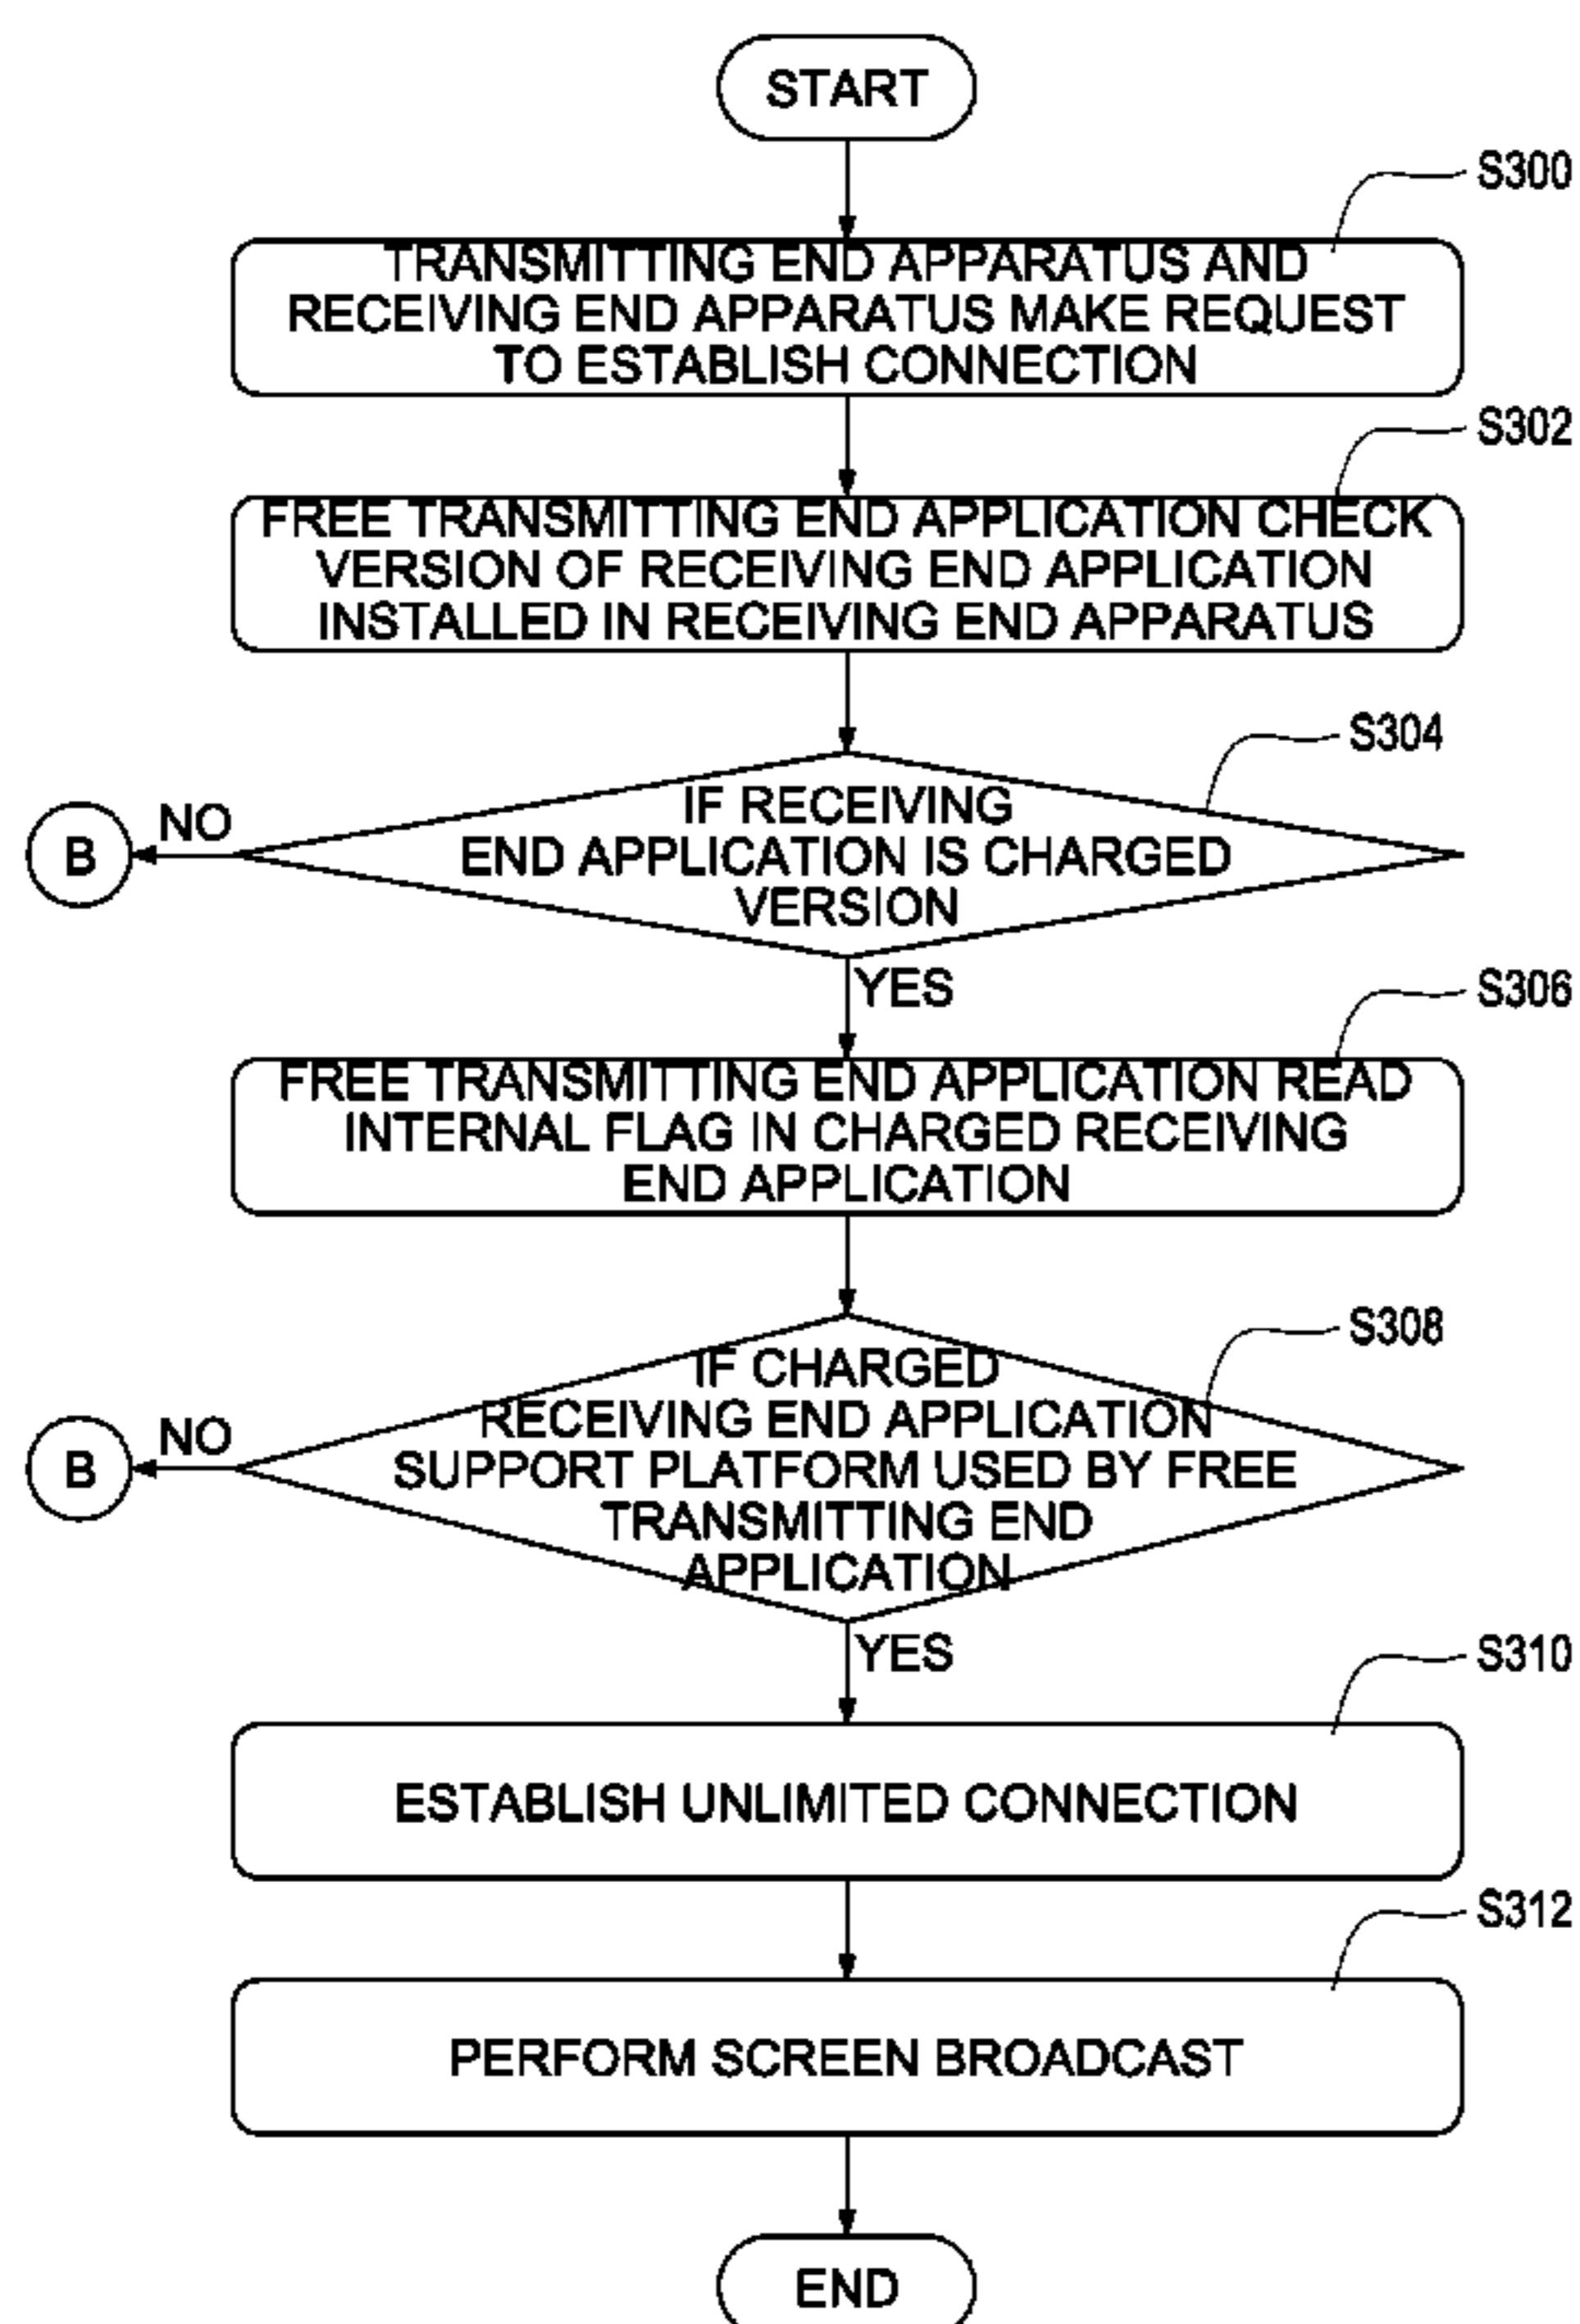 START
S300
TRANSMITTING END APPARATUS AND
RECEIVING END APPARATUS MAKE REQUEST
TO ESTABLISH CONNECTION
S302
FREE TRANSMITTING END APPLICATION CHECK
VERSION OF RECEIVING END APPLICATION
INSTALLED IN RECEIVING END APPARATUS
S304
IF RECEIVING
END APPLICATION IS CHARGED
VERSION
NO
B
YES
S306
FREE TRANSMITTING END APPLICATION READ
INTERNAL FLAG IN CHARGED RECEIVING
END APPLICATION
S308
IF CHARGED
RECEIVING END APPLICATION
SUPPORT PLATFORM USED BY FREE
TRANSMITTING END
APPLICATION
NO
B
YES
S310
ESTABLISH UNLIMITED CONNECTION
S312
PERFORM SCREEN BROADCAST
END